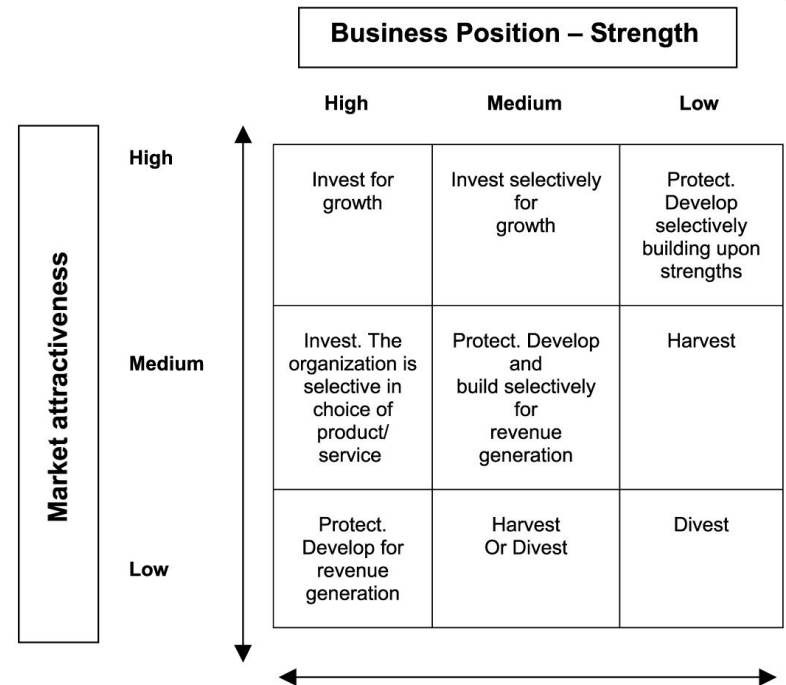 Business Position – Strength
High
Medium
Low
Market attractiveness
High
Invest for
growth
Invest selectively
for
growth
Protect.
Develop
selectively
building upon
strengths
Medium
Invest. The
organization is
selective in
choice of
product/
service
Protect. Develop
and
build selectively
for
revenue
generation
Harvest
Low
Protect.
Develop for
revenue
generation
Harvest
Or Divest
Divest